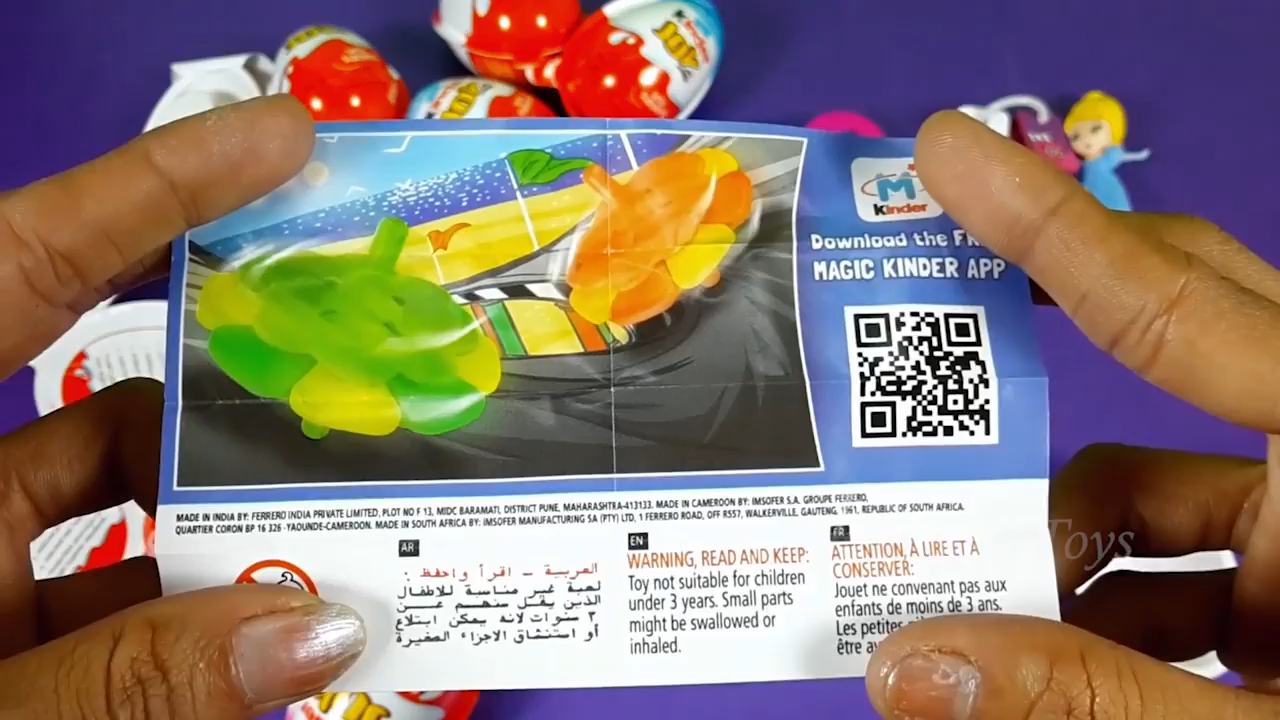 Kinder
JOY
M
Kinder
Download the
MAGIC KINDER APP
MADE IN INDIA BY: FERRERO INDIA PRIVATE LIMITED, PLOT NO F 13, MIDC BARAMATI, DISTRICT PUNE, MAHARASHTRA-413133. MADE IN CAMEROON BY: IMSOFER S.A, GROUPE FERRERO,
QUARTIER CORON BP 16 326 -YAOUNDE-CAMEROON. MADE IN SOUTH AFRICA BY: IMSOFER MANUFACTURING SA (PTY) LTD, 1 FERRERO ROAD, OFF R557, WALKERVILLE, GAUTENG, 1961, REPUBLIC OF SOUTH AFRICA.
AR
العربية – اقرأ واحفظ :
لعبة غير مناسبة للاطفال
الذين يقل سنهم عن
٣ سنوات لانه يمكن ابتلاع
أو استنشاق الاجزاء الصغيرة
EN
WARNING, READ AND KEEP:
Toy not suitable for children
under 3 years. Small parts
might be swallowed or
inhaled.
FR
ATTENTION, À LIRE ET À
CONSERVER:
Jouet ne convenant pas aux
enfants de moins de 3 ans.
Les petites
être
Toys